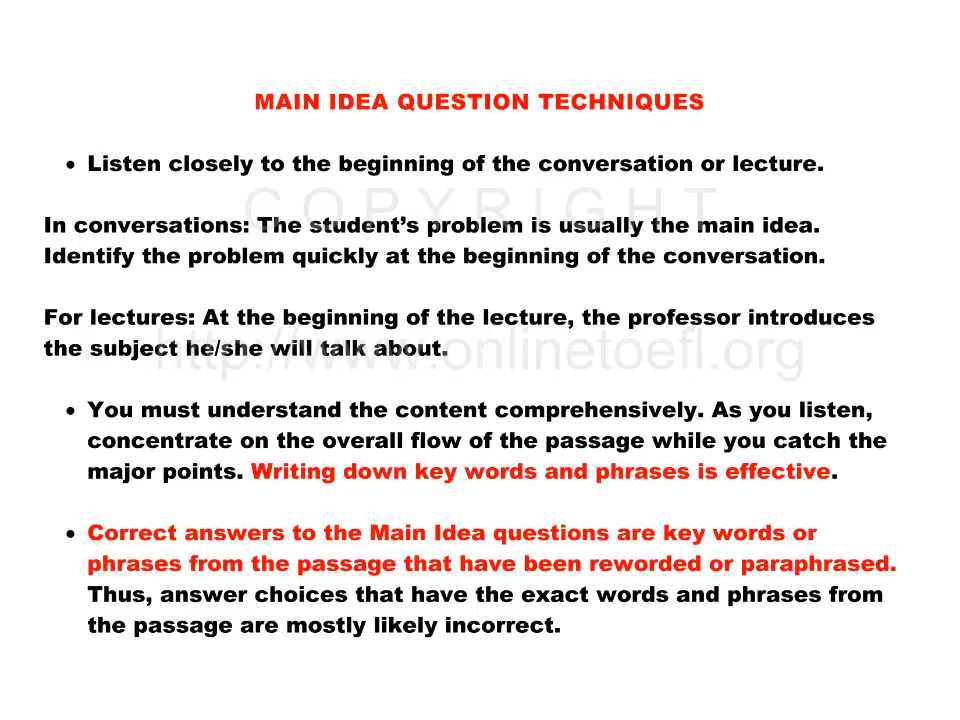 MAIN IDEA QUESTION TECHNIQUES
• Listen closely to the beginning of the conversation or lecture.
COPYRIGHT
In conversations: The student’s problem is usually the main idea.
Identify the problem quickly at the beginning of the conversation.
For lectures: At the beginning of the lecture, the professor introduces
the subject he/she will talk about.
http://www.onlinetoefl.org
• You must understand the content comprehensively. As you listen,
concentrate on the overall flow of the passage while you catch the
major points. Writing down key words and phrases is effective.
• Correct answers to the Main Idea questions are key words or
phrases from the passage that have been reworded or paraphrased.
Thus, answer choices that have the exact words and phrases from
the passage are mostly likely incorrect.